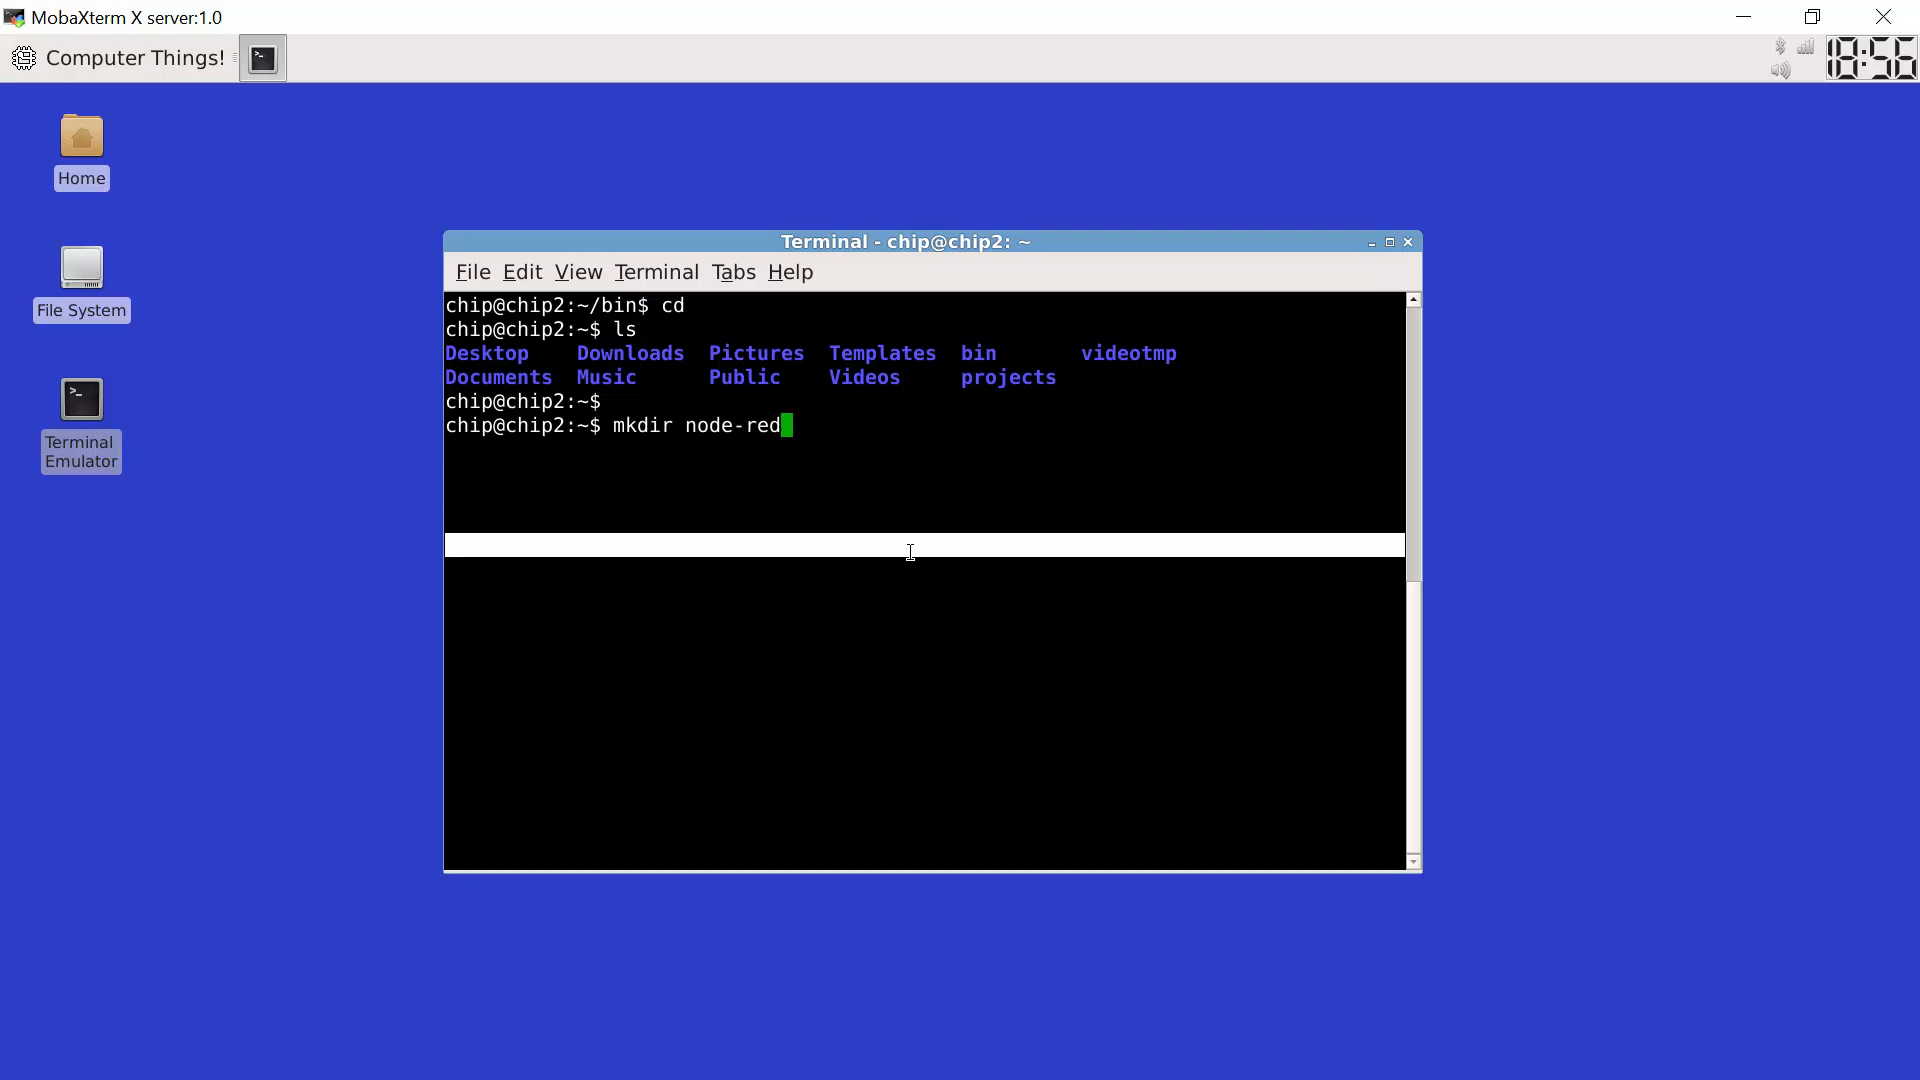 MobaXterm X server:1.0
Computer Things!
18:56
Home
File System
Terminal
Emulator
Terminal - chip@chip2: ~
File Edit View Terminal Tabs Help
chip@chip2:~/bin$ cd
chip@chip2:~$ ls
Desktop Downloads Pictures Templates bin videotmp
Documents Music Public Videos projects
chip@chip2:~$
chip@chip2:~$ mkdir node-red